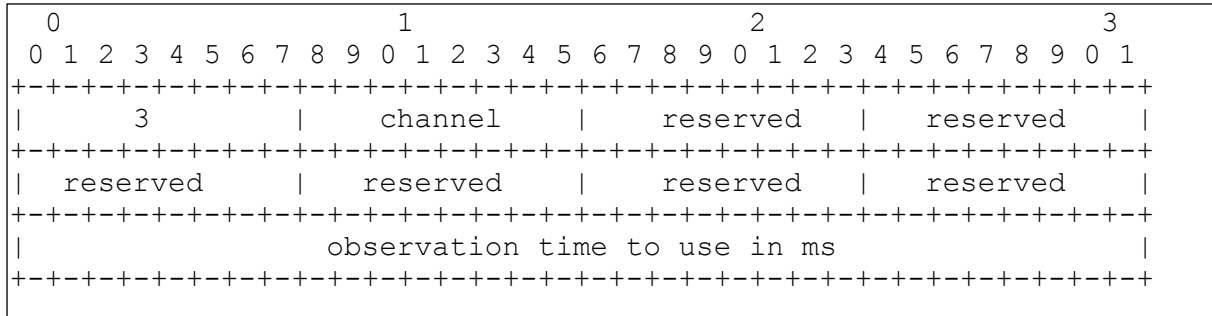 0                   1                   2                   3
0 1 2 3 4 5 6 7 8 9 0 1 2 3 4 5 6 7 8 9 0 1 2 3 4 5 6 7 8 9 0 1
+-+-+-+-+-+-+-+-+-+-+-+-+-+-+-+-+-+-+-+-+-+-+-+-+-+-+-+-+-+-+-+-+
|       3       |    channel    |    reserved   |   reserved    |
+-+-+-+-+-+-+-+-+-+-+-+-+-+-+-+-+-+-+-+-+-+-+-+-+-+-+-+-+-+-+-+-+
|   reserved    |   reserved    |    reserved   |   reserved    |
+-+-+-+-+-+-+-+-+-+-+-+-+-+-+-+-+-+-+-+-+-+-+-+-+-+-+-+-+-+-+-+-+
|                 observation time to use in ms                 |
+-+-+-+-+-+-+-+-+-+-+-+-+-+-+-+-+-+-+-+-+-+-+-+-+-+-+-+-+-+-+-+-+